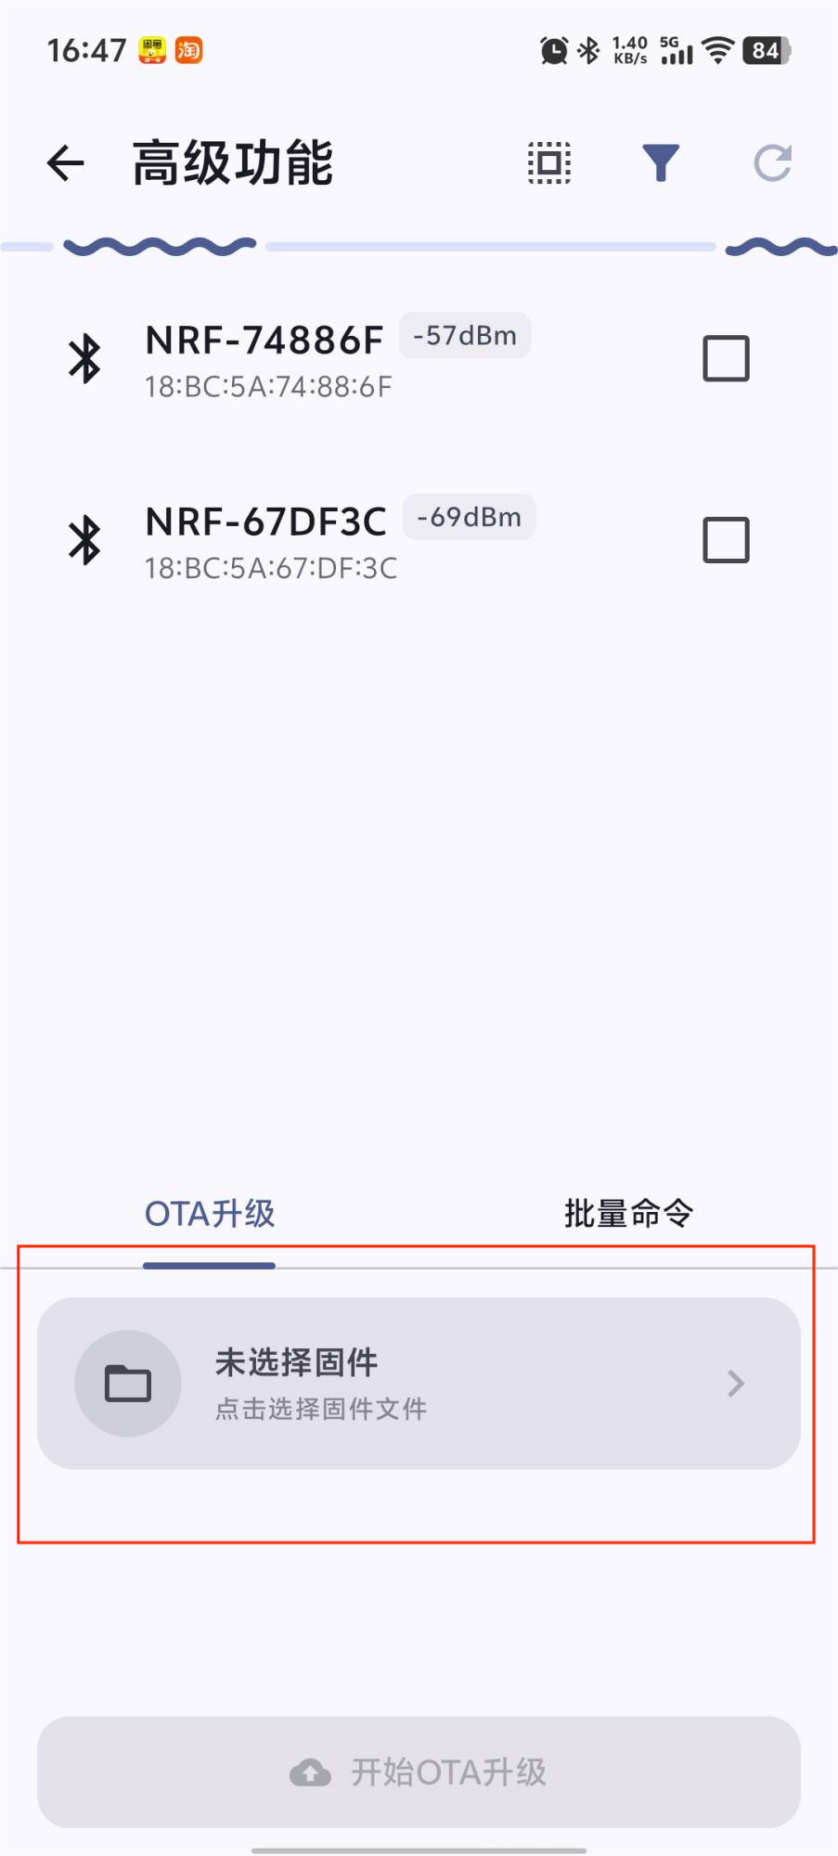 16:47 闲鱼 淘 1.40 KB/s 5G 84
高级功能
NRF-74886F -57dBm
18:BC:5A:74:88:6F
NRF-67DF3C -69dBm
18:BC:5A:67:DF:3C
OTA升级 批量命令
未选择固件
点击选择固件文件
开始OTA升级